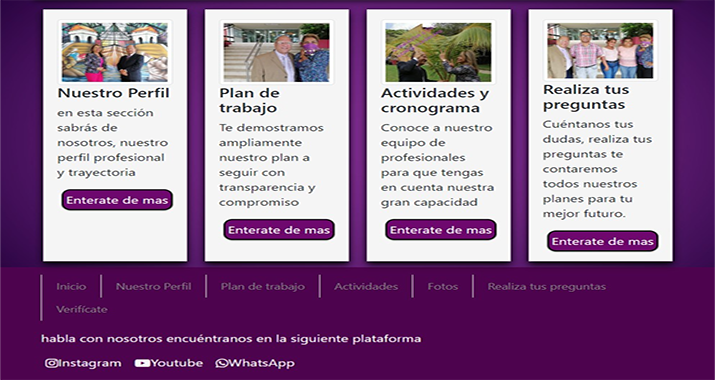 Nuestro Perfil
en esta sección
sabrás de
nosotros, nuestro
perfil profesional
y trayectoria
Enterate de mas
Plan de
trabajo
Te demostramos
ampliamente
nuestro plan a
seguir con
transparencia y
compromiso
Enterate de mas
Actividades y
cronograma
Conoce a nuestro
equipo de
profesionales
para que tengas
en cuenta nuestra
gran capacidad
Enterate de mas
Realiza tus
preguntas
Cuéntanos tus
dudas, realiza tus
preguntas te
contaremos
todos nuestros
planes para tu
mejor futuro.
Enterate de mas
Inicio
Nuestro Perfil
Plan de trabajo
Actividades
Fotos
Realiza tus preguntas
Verifícate
habla con nosotros encuéntranos en la siguiente plataforma
Instagram
Youtube
WhatsApp